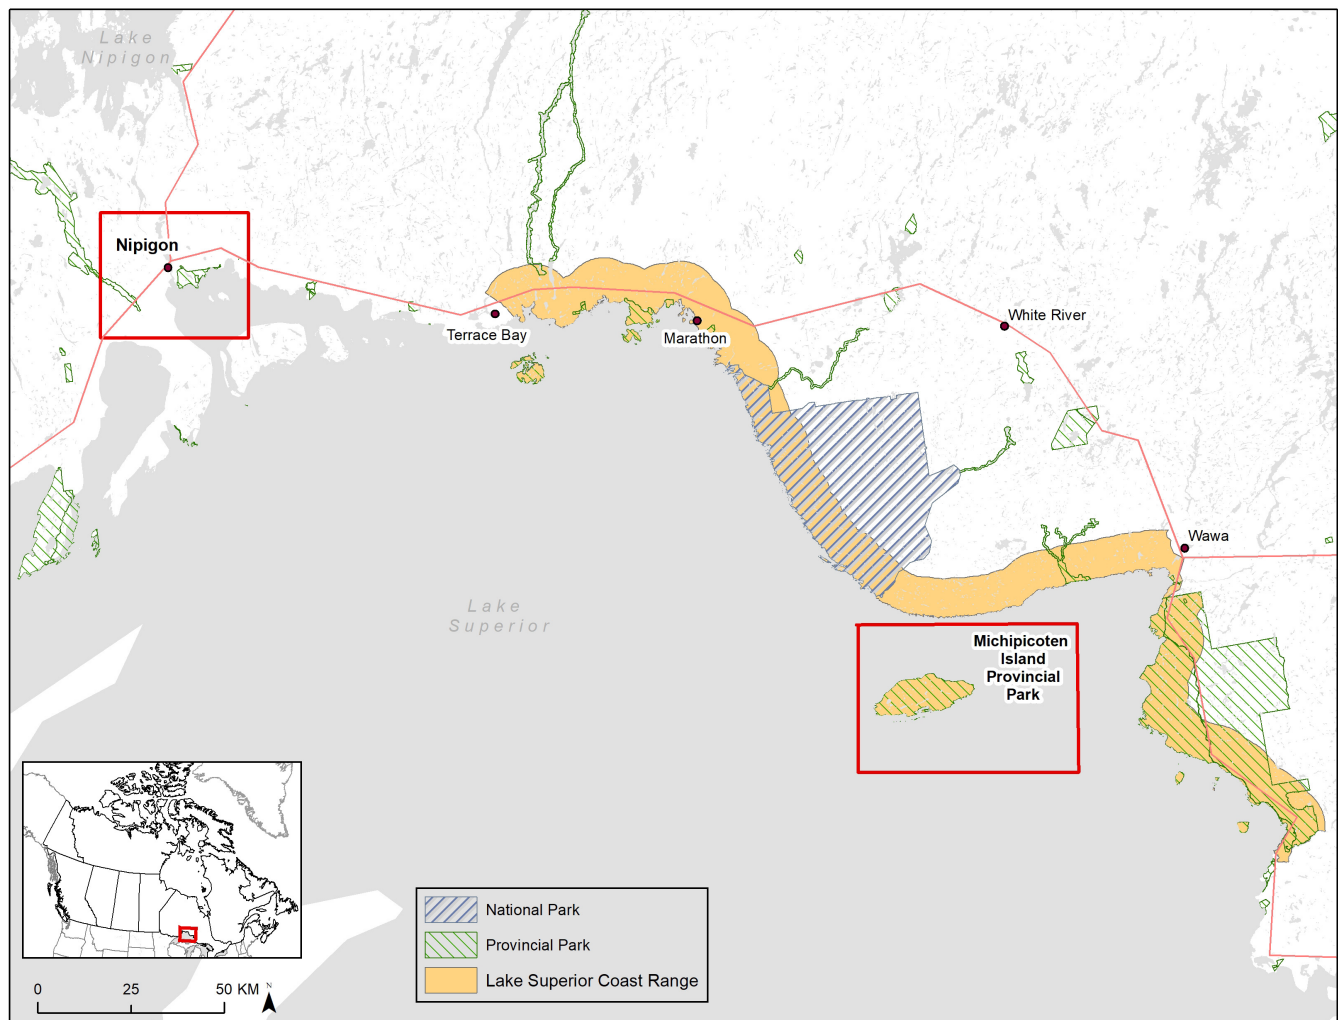 Lake
Nipigon
Nipigon
Terrace Bay
Marathon
White River
Wawa
Lake
Superior
Michipicoten
Island
Provincial
Park
National Park
Provincial Park
Lake Superior Coast Range
0 25 50 KM
N